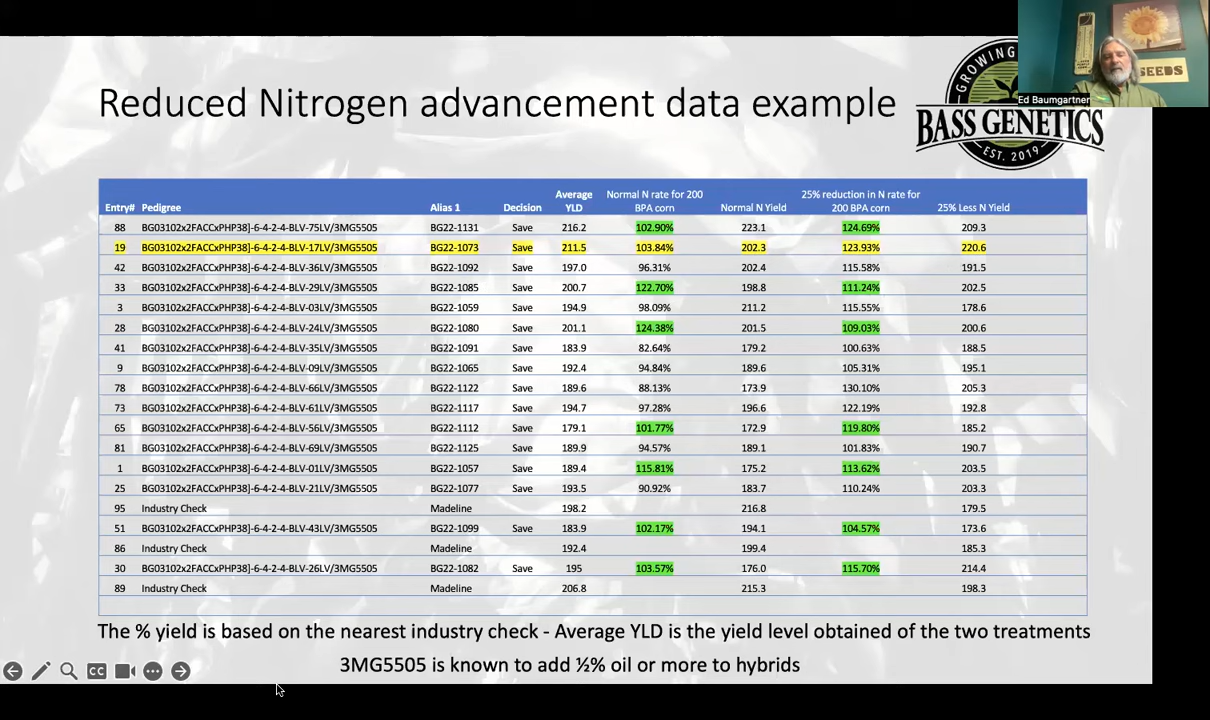 GROWING
SEEDS
Ed Baumgartner
Reduced Nitrogen advancement data example
BASS GENETICS
EST. 2019
Entry# Pedigree Alias 1 Decision Average YLD Normal N rate for 200 BPA corn Normal N Yield 25% reduction in N rate for 200 BPA corn 25% Less N Yield
88 BG03102x2FACCxPHP38]-6-4-2-4-BLV-75LV/3MG5505 BG22-1131 Save 216.2 102.90% 223.1 124.69% 209.3
19 BG03102x2FACCxPHP38]-6-4-2-4-BLV-17LV/3MG5505 BG22-1073 Save 211.5 103.84% 202.3 123.93% 220.6
42 BG03102x2FACCxPHP38]-6-4-2-4-BLV-36LV/3MG5505 BG22-1092 Save 197.0 96.31% 202.4 115.58% 191.5
33 BG03102x2FACCxPHP38]-6-4-2-4-BLV-29LV/3MG5505 BG22-1085 Save 200.7 122.70% 198.8 111.24% 202.5
3 BG03102x2FACCxPHP38]-6-4-2-4-BLV-03LV/3MG5505 BG22-1059 Save 194.9 98.09% 211.2 115.55% 178.6
28 BG03102x2FACCxPHP38]-6-4-2-4-BLV-24LV/3MG5505 BG22-1080 Save 201.1 124.38% 201.5 109.03% 200.6
41 BG03102x2FACCxPHP38]-6-4-2-4-BLV-35LV/3MG5505 BG22-1091 Save 183.9 82.64% 179.2 100.63% 188.5
9 BG03102x2FACCxPHP38]-6-4-2-4-BLV-09LV/3MG5505 BG22-1065 Save 192.4 94.84% 189.6 105.31% 195.1
78 BG03102x2FACCxPHP38]-6-4-2-4-BLV-66LV/3MG5505 BG22-1122 Save 189.6 88.13% 173.9 130.10% 205.3
73 BG03102x2FACCxPHP38]-6-4-2-4-BLV-61LV/3MG5505 BG22-1117 Save 194.7 97.28% 196.6 122.19% 192.8
65 BG03102x2FACCxPHP38]-6-4-2-4-BLV-56LV/3MG5505 BG22-1112 Save 179.1 101.77% 172.9 119.80% 185.2
81 BG03102x2FACCxPHP38]-6-4-2-4-BLV-69LV/3MG5505 BG22-1125 Save 189.9 94.57% 189.1 101.83% 190.7
1 BG03102x2FACCxPHP38]-6-4-2-4-BLV-01LV/3MG5505 BG22-1057 Save 189.4 115.81% 175.2 113.62% 203.5
25 BG03102x2FACCxPHP38]-6-4-2-4-BLV-21LV/3MG5505 BG22-1077 Save 193.5 90.92% 183.7 110.24% 203.3
95 Industry Check Madeline 198.2 216.8 179.5
51 BG03102x2FACCxPHP38]-6-4-2-4-BLV-43LV/3MG5505 BG22-1099 Save 183.9 102.17% 194.1 104.57% 173.6
86 Industry Check Madeline 192.4 199.4 185.3
30 BG03102x2FACCxPHP38]-6-4-2-4-BLV-26LV/3MG5505 BG22-1082 Save 195 103.57% 176.0 115.70% 214.4
89 Industry Check Madeline 206.8 215.3 198.3
The % yield is based on the nearest industry check - Average YLD is the yield level obtained of the two treatments
3MG5505 is known to add ½% oil or more to hybrids
CC